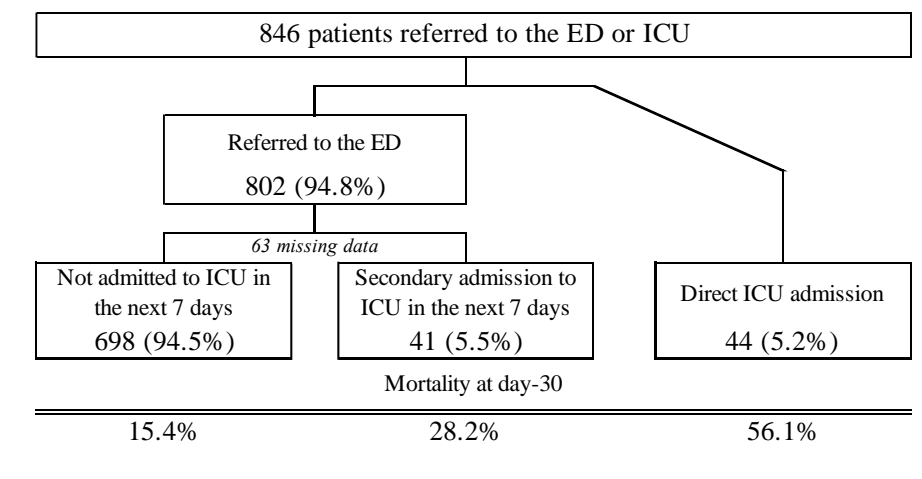 846 patients referred to the ED or ICU
Referred to the ED
802 (94.8%)
63 missing data
Not admitted to ICU in
the next 7 days
698 (94.5%)
Secondary admission to
ICU in the next 7 days
41 (5.5%)
Direct ICU admission
44 (5.2%)
Mortality at day-30
15.4%
28.2%
56.1%